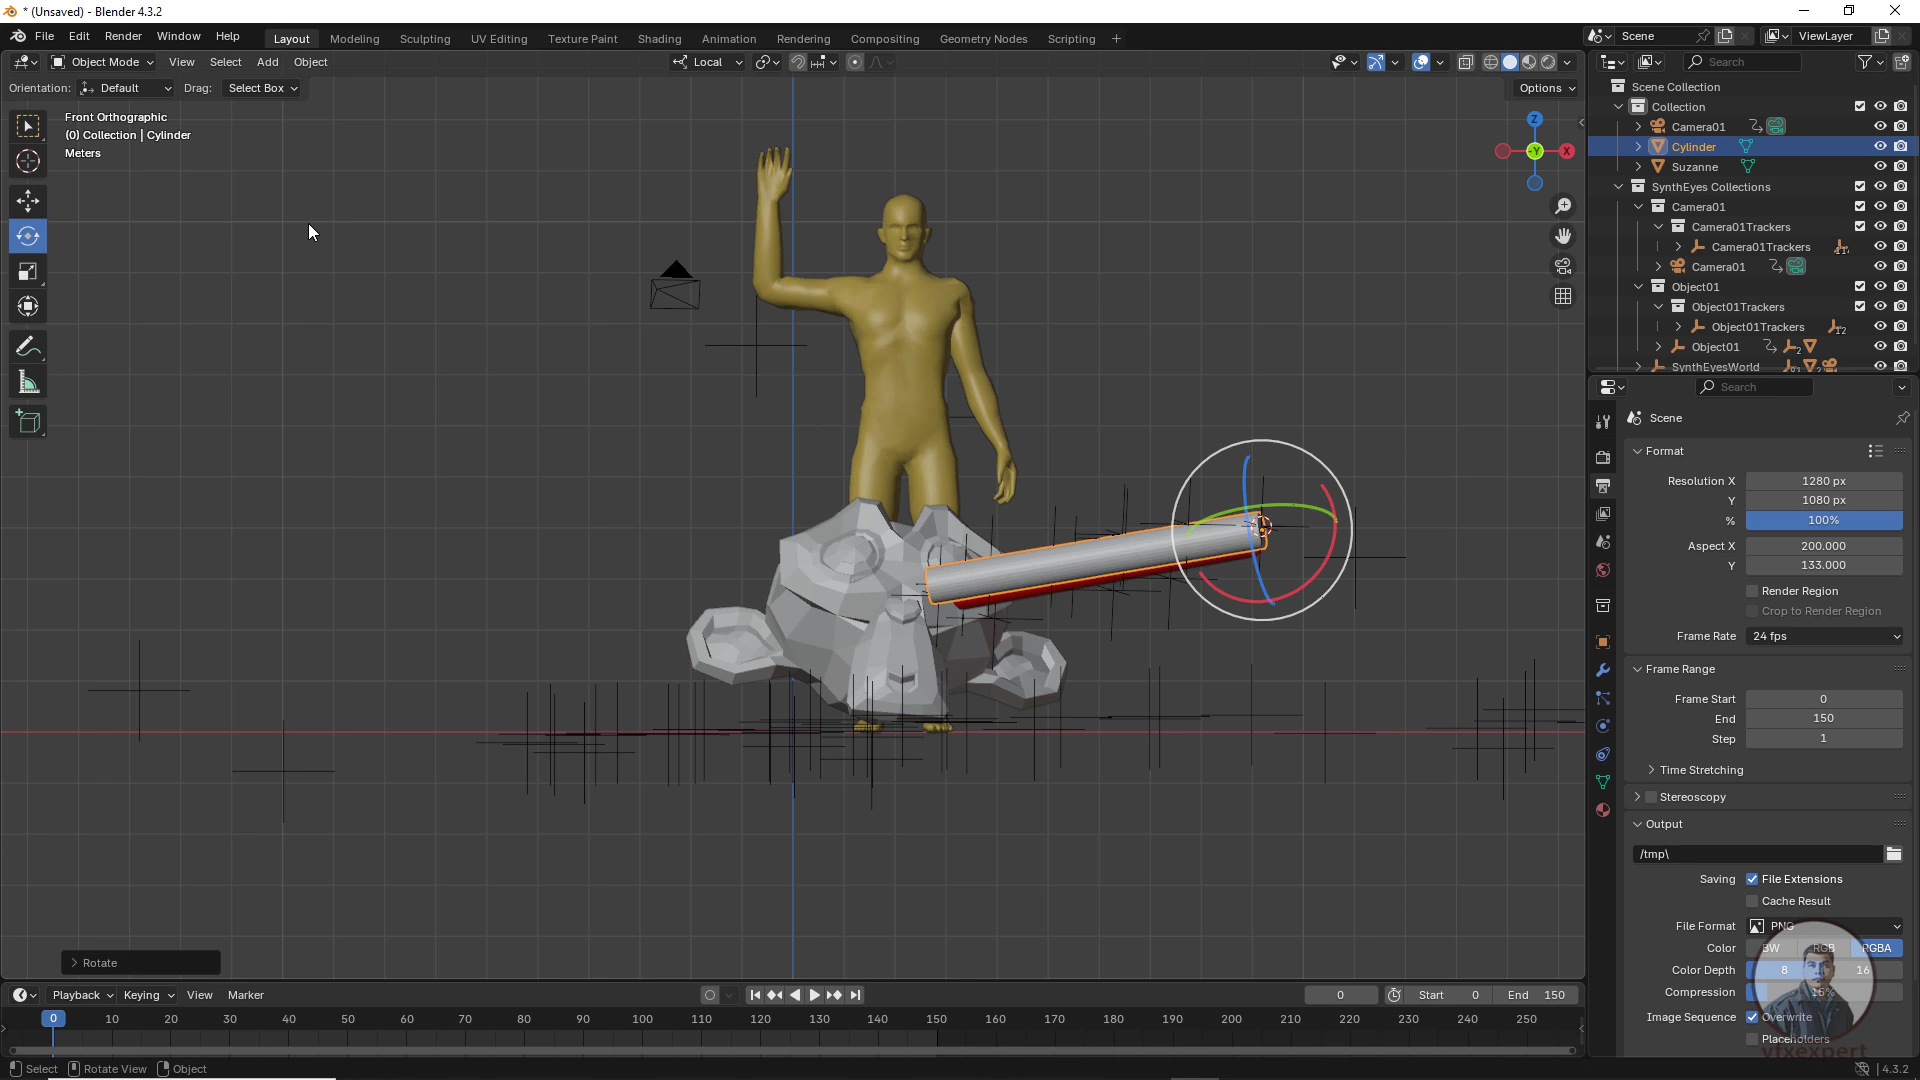 * (Unsaved) - Blender 4.3.2
File Edit Render Window Help
Layout Modeling Sculpting UV Editing Texture Paint Shading Animation Rendering Compositing Geometry Nodes Scripting +
Scene
ViewLayer
Object Mode View Select Add Object
Local
Orientation: Default Drag: Select Box
Options
Front Orthographic
(0) Collection | Cylinder
Meters
Z
-Y
X
Search
Scene Collection
Collection
Camera01
Cylinder
Suzanne
SynthEyes Collections
Camera01
Camera01Trackers
Camera01Trackers
Camera01
Object01
Object01Trackers
Object01Trackers 12
Object01 2
SynthEyesWorld
Search
Scene
Format
Resolution X 1280 px
Y 1080 px
% 100%
Aspect X 200.000
Y 133.000
Render Region
Crop to Render Region
Frame Rate 24 fps
Frame Range
Frame Start 0
End 150
Step 1
Time Stretching
Stereoscopy
Output
/tmp\
Saving File Extensions
Cache Result
File Format PNG
Color BW RGB RGBA
Color Depth 8 16
Compression 15%
Image Sequence Overwrite
Placeholders
vfxexpert
Rotate
Playback Keying View Marker
0 Start 0 End 150
0 10 20 30 40 50 60 70 80 90 100 110 120 130 140 150 160 170 180 190 200 210 220 230 240 250
Select Rotate View Object
4.3.2